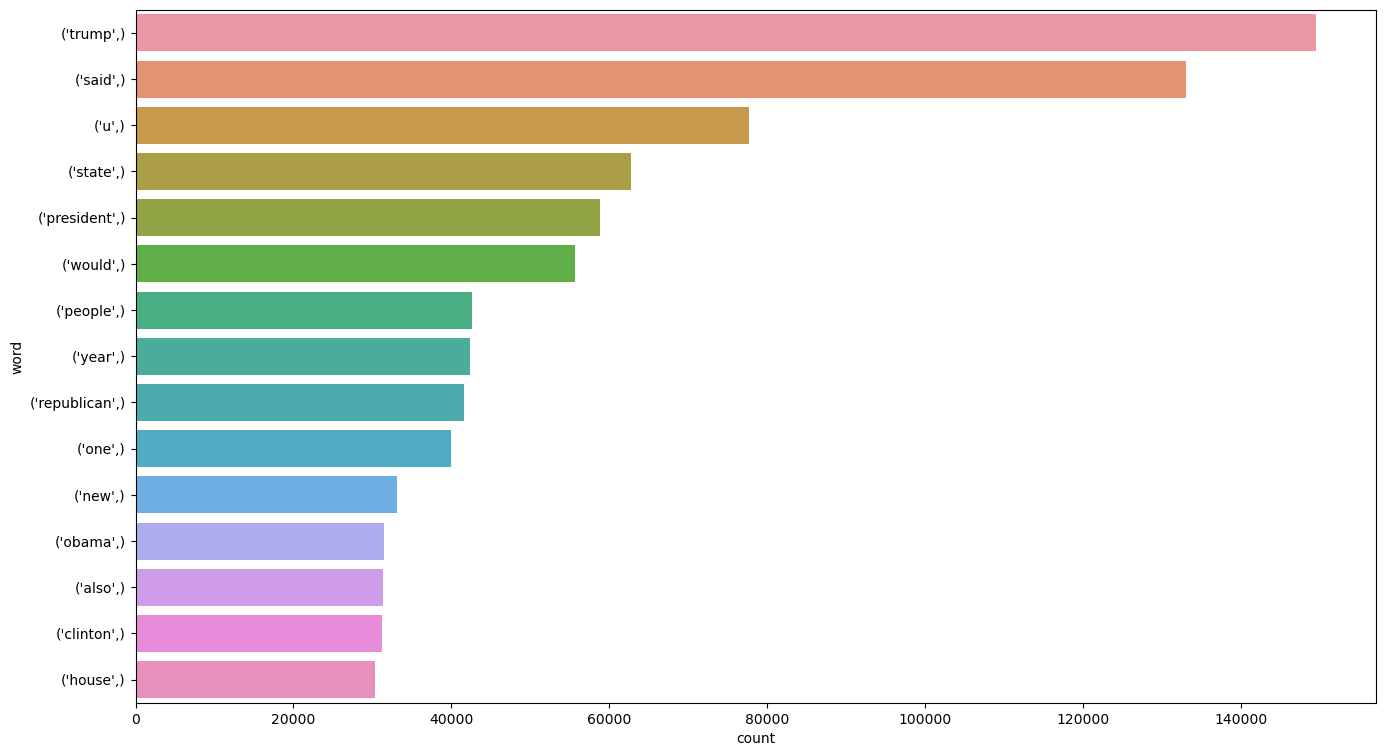 ('trump',)
('said',)
('u',)
('state',)
('president',)
('would',)
('people',)
('year',)
('republican',)
('one',)
('new',)
('obama',)
('also',)
('clinton',)
('house',)
word
0 20000 40000 60000 80000 100000 120000 140000
count